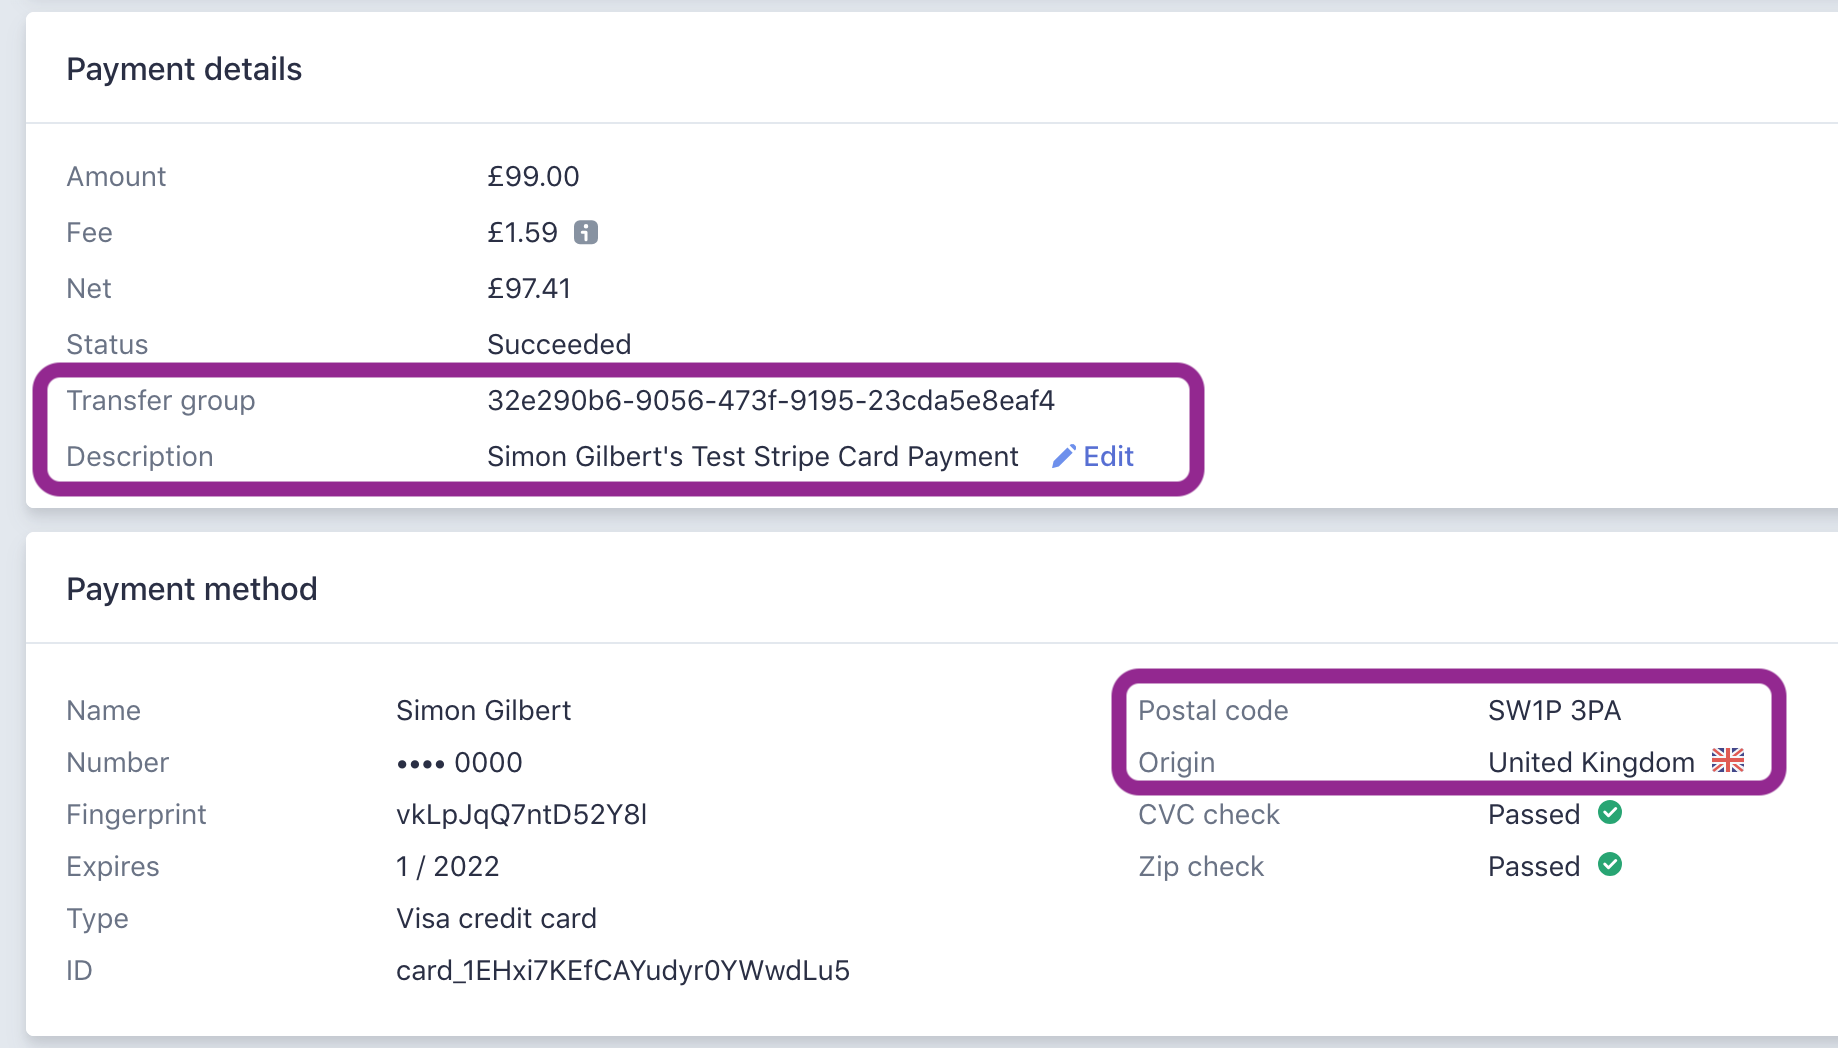 Payment details
Amount £99.00
Fee £1.59
Net £97.41
Status Succeeded
Transfer group 32e290b6-9056-473f-9195-23cda5e8eaf4
Description Simon Gilbert's Test Stripe Card Payment Edit
Payment method
Name Simon Gilbert
Number •••• 0000
Fingerprint vkLpJqQ7ntD52Y8l
Expires 1 / 2022
Type Visa credit card
ID card_1EHxi7KEfCAYudyr0YWwdLu5
Postal code SW1P 3PA
Origin United Kingdom
CVC check Passed
Zip check Passed